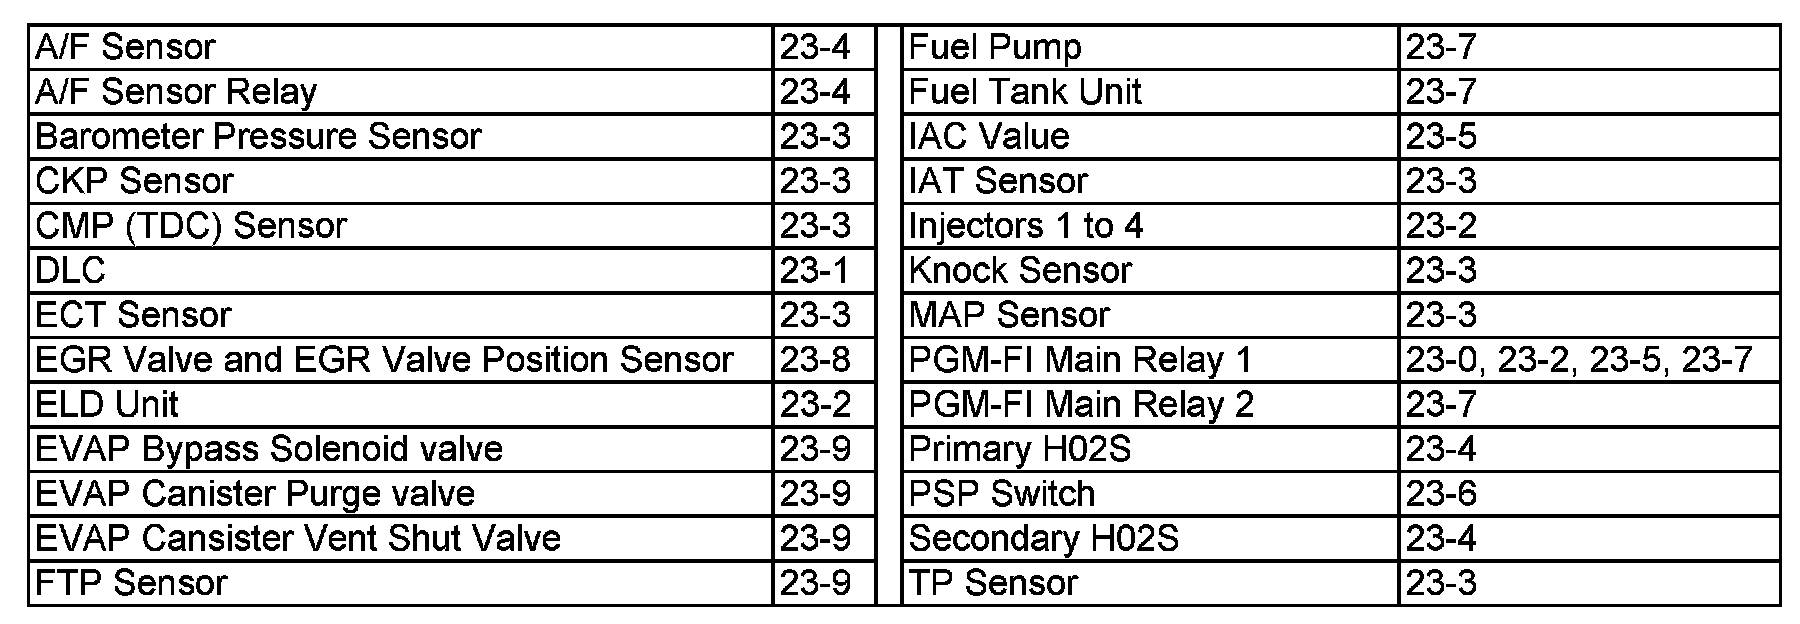 A/F Sensor 23-4 Fuel Pump 23-7
A/F Sensor Relay 23-4 Fuel Tank Unit 23-7
Barometer Pressure Sensor 23-3 IAC Value 23-5
CKP Sensor 23-3 IAT Sensor 23-3
CMP (TDC) Sensor 23-3 Injectors 1 to 4 23-2
DLC 23-1 Knock Sensor 23-3
ECT Sensor 23-3 MAP Sensor 23-3
EGR Valve and EGR Valve Position Sensor 23-8 PGM-FI Main Relay 1 23-0, 23-2, 23-5, 23-7
ELD Unit 23-2 PGM-FI Main Relay 2 23-7
EVAP Bypass Solenoid valve 23-9 Primary H02S 23-4
EVAP Canister Purge valve 23-9 PSP Switch 23-6
EVAP Cansister Vent Shut Valve 23-9 Secondary H02S 23-4
FTP Sensor 23-9 TP Sensor 23-3